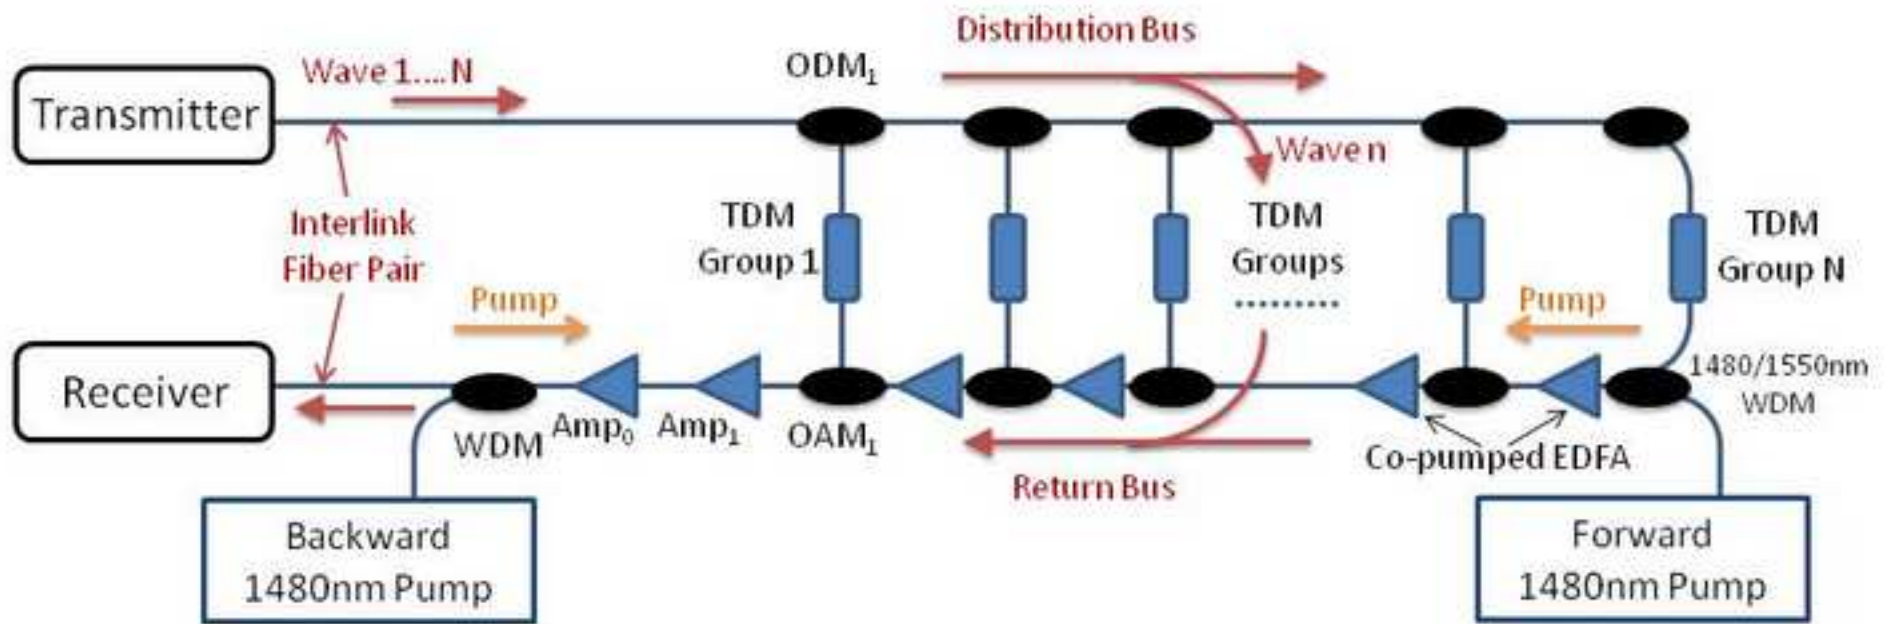 Distribution Bus
Wave 1.... N
ODM₁
Transmitter
Wave n
Interlink
Fiber Pair
TDM
Group 1
TDM
Groups
...........
TDM
Group N
Pump
Pump
Receiver
WDM
Amp₀
Amp₁
OAM₁
1480/1550nm
WDM
Co-pumped EDFA
Return Bus
Backward
1480nm Pump
Forward
1480nm Pump